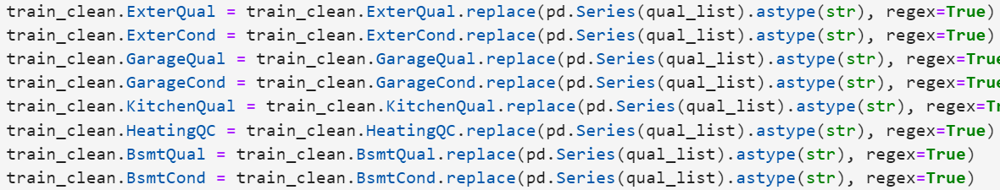 train_clean.ExterQual = train_clean.ExterQual.replace(pd.Series(qual_list).astype(str), regex=True)
train_clean.ExterCond = train_clean.ExterCond.replace(pd.Series(qual_list).astype(str), regex=True)
train_clean.GarageQual = train_clean.GarageQual.replace(pd.Series(qual_list).astype(str), regex=True
train_clean.GarageCond = train_clean.GarageCond.replace(pd.Series(qual_list).astype(str), regex=True
train_clean.KitchenQual = train_clean.KitchenQual.replace(pd.Series(qual_list).astype(str), regex=Tr
train_clean.HeatingQC = train_clean.HeatingQC.replace(pd.Series(qual_list).astype(str), regex=True)
train_clean.BsmtQual = train_clean.BsmtQual.replace(pd.Series(qual_list).astype(str), regex=True)
train_clean.BsmtCond = train_clean.BsmtCond.replace(pd.Series(qual_list).astype(str), regex=True)